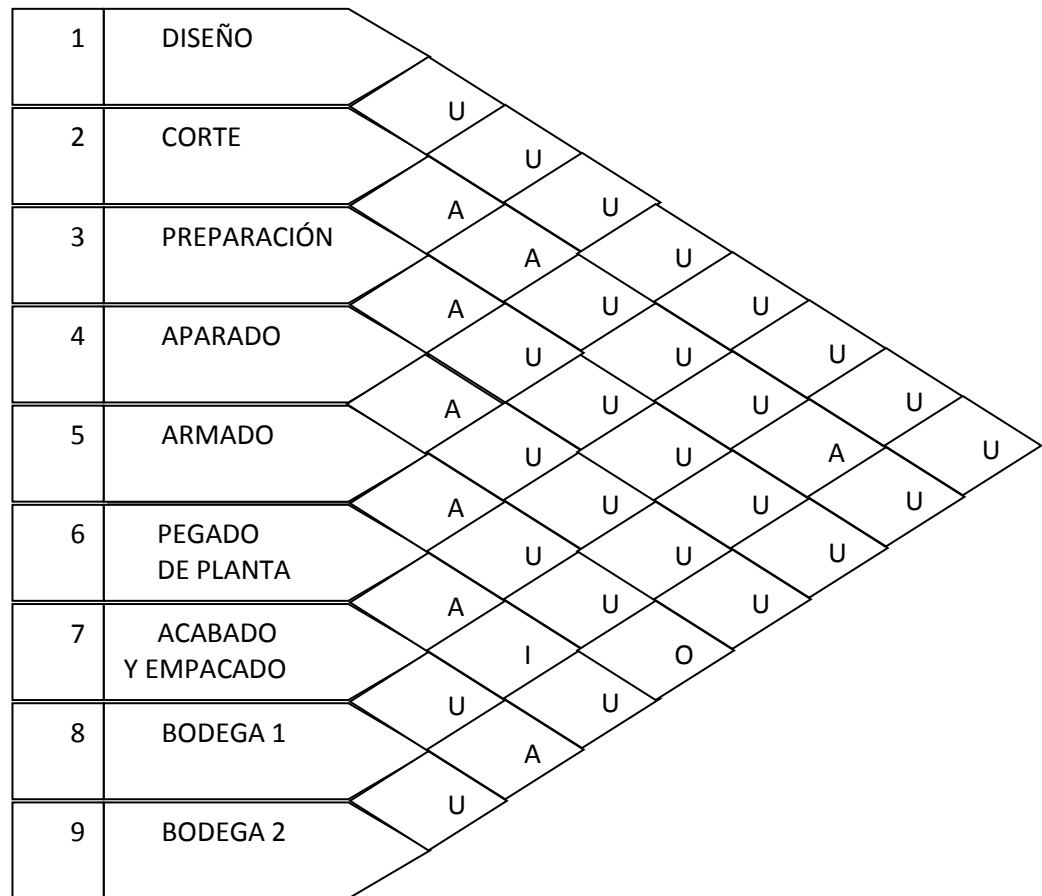 1 DISEÑO
U
2 CORTE
U
A U
3 PREPARACIÓN
A U
A U U
4 APARADO
U U U
A U U U
5 ARMADO
U U A U
A U U U
6 PEGADO
DE PLANTA
U U U
A U U
7 ACABADO
Y EMPACADO
I O
U U
8 BODEGA 1
A
U
9 BODEGA 2